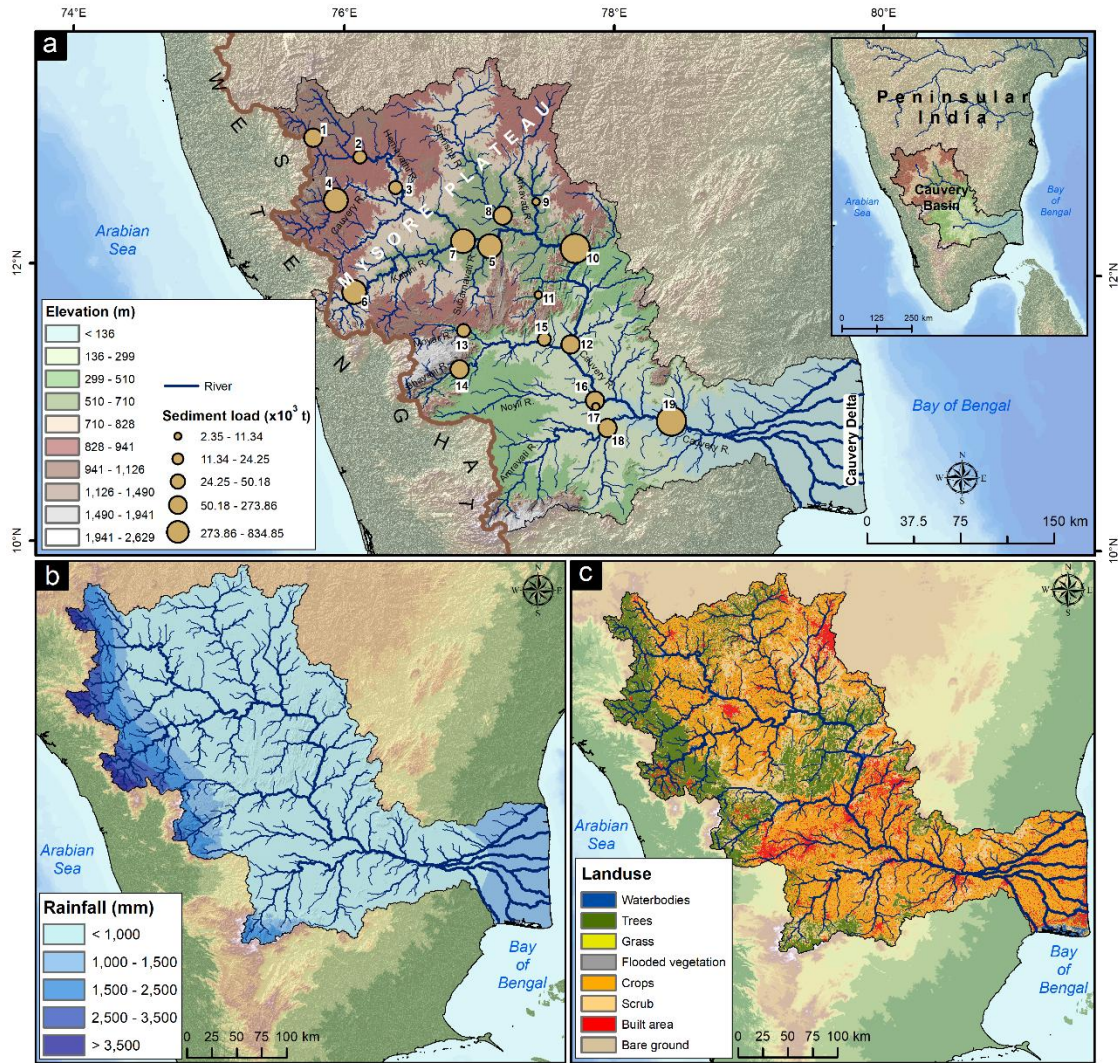 74°E
76°E
78°E
80°E
a
12°N
10°N
12°N
10°N
WESTERN GHAT
MYSORE PLATEAU
Arabian
Sea
Bay of Bengal
Cauvery Delta
Cauvery R.
Kabini R.
Suvarnavati R.
Shimsha R.
Arkavati R.
Moyar R.
Bhavani R.
Noyil R.
Amravati R.
Cauvery R.
Cauvery R.
1
2
3
4
5
6
7
8
9
10
11
12
13
14
15
16
17
18
19
Elevation (m)
< 136
136 - 299
299 - 510
510 - 710
710 - 828
828 - 941
941 - 1,126
1,126 - 1,490
1,490 - 1,941
1,941 - 2,629
River
Sediment load (x10³ t)
2.35 - 11.34
11.34 - 24.25
24.25 - 50.18
50.18 - 273.86
273.86 - 834.85
N
W E
S
0 37.5 75 150 km
Peninsular
India
Cauvery
Basin
Arabian
Sea
Bay
of
Bengal
0 125 250 km
b
N
W E
S
Arabian
Sea
Bay
of
Bengal
Rainfall (mm)
< 1,000
1,000 - 1,500
1,500 - 2,500
2,500 - 3,500
> 3,500
0 25 50 75 100 km
c
N
W E
S
Arabian
Sea
Bay of
Bengal
Landuse
Waterbodies
Trees
Grass
Flooded vegetation
Crops
Scrub
Built area
Bare ground
0 25 50 75 100 km